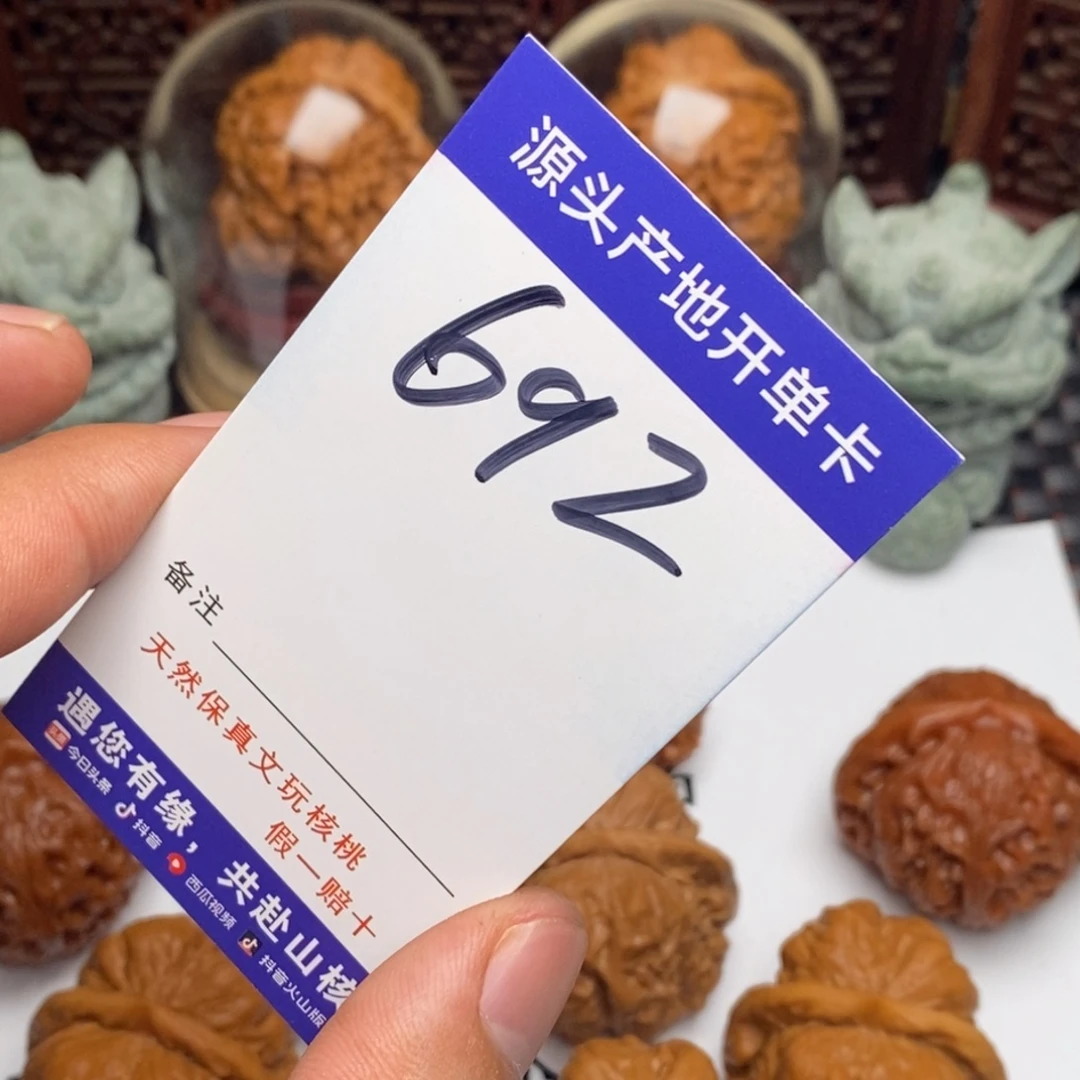 源头产地开单卡
692
备注
天然保真文玩核桃
假一赔十
遇您有缘，共赴山核
今日头条 抖音 西瓜视频 抖音火山版